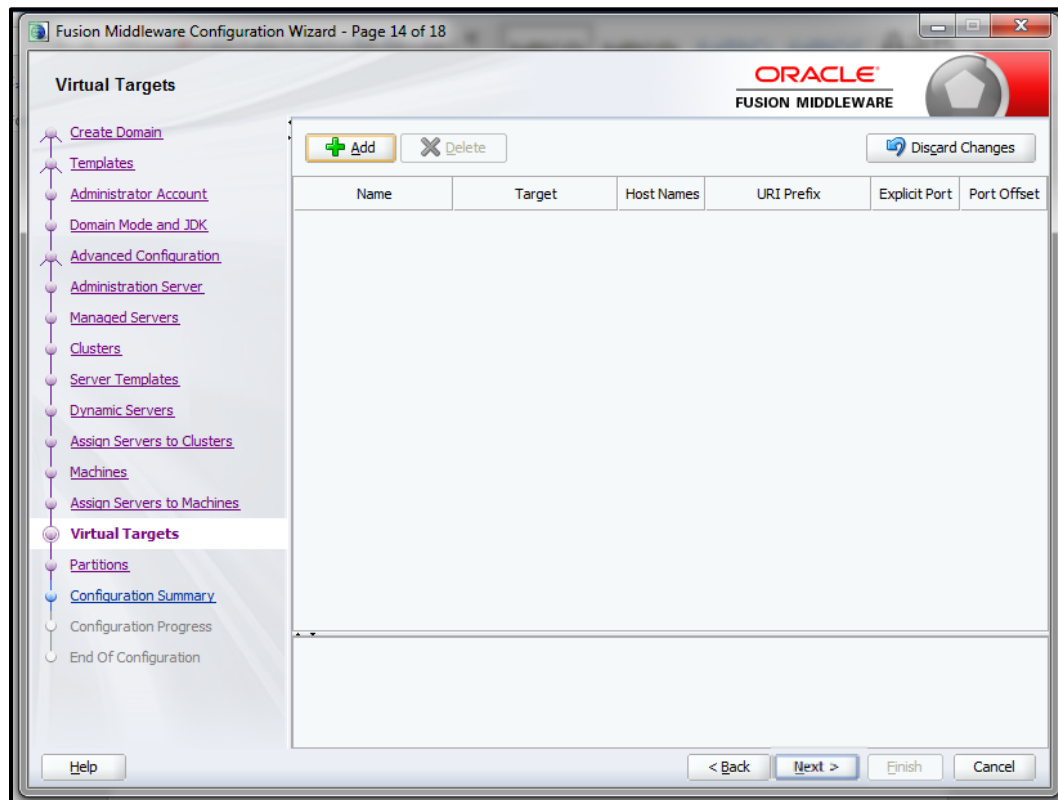 Fusion Middleware Configuration Wizard - Page 14 of 18
Virtual Targets
ORACLE
FUSION MIDDLEWARE
Create Domain
Templates
Administrator Account
Domain Mode and JDK
Advanced Configuration
Administration Server
Managed Servers
Clusters
Server Templates
Dynamic Servers
Assign Servers to Clusters
Machines
Assign Servers to Machines
Virtual Targets
Partitions
Configuration Summary
Configuration Progress
End Of Configuration
Add Delete Discard Changes
Name Target Host Names URI Prefix Explicit Port Port Offset
Help < Back Next > Finish Cancel